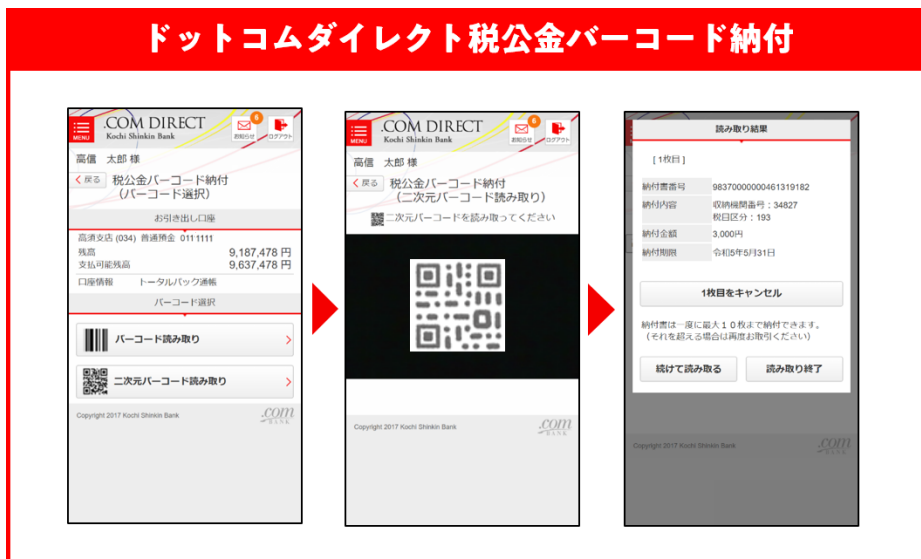 ドットコムダイレクト税公金バーコード納付
.COM DIRECT
Kochi Shinkin Bank
MENU
6
お知らせ
ログアウト
高信 太郎 様
戻る
税公金バーコード納付
(バーコード選択)
お引き出し口座
高須支店 (034) 普通預金 0111111
残高 9,187,478 円
支払可能残高 9,637,478 円
口座情報 トータルパック通帳
バーコード選択
バーコード読み取り
二次元バーコード読み取り
Copyright 2017 Kochi Shinkin Bank
.com
BANK
.COM DIRECT
Kochi Shinkin Bank
MENU
6
お知らせ
ログアウト
高信 太郎 様
戻る
税公金バーコード納付
(二次元バーコード読み取り)
二次元バーコードを読み取ってください
Copyright 2017 Kochi Shinkin Bank
.com
BANK
読み取り結果
[ 1枚目 ]
納付書番号 98370000000461319182
納付内容 収納機関番号：34827
税目区分：193
納付金額 3,000円
納付期限 令和5年5月31日
1枚目をキャンセル
納付書は一度に最大１０枚まで納付できます。
(それを超える場合は再度お取引ください)
続けて読み取る
読み取り終了
Copyright 2017 Kochi Shinkin Bank
.com
BANK